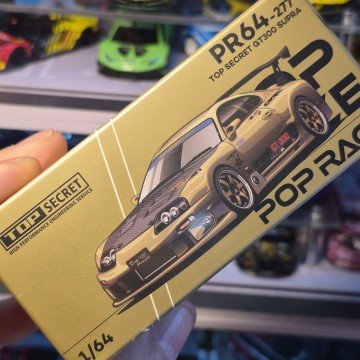 PR64-277
TOP SECRET GT300 SUPRA
TOP SECRET
HIGH PERFORMANCE ENGINEERING SERVICE
POP RAC
1/64